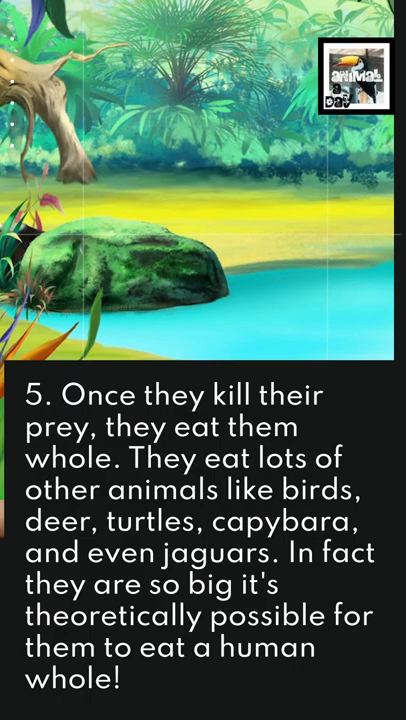 ANIMAL
5. Once they kill their
prey, they eat them
whole. They eat lots of
other animals like birds,
deer, turtles, capybara,
and even jaguars. In fact
they are so big it's
theoretically possible for
them to eat a human
whole!